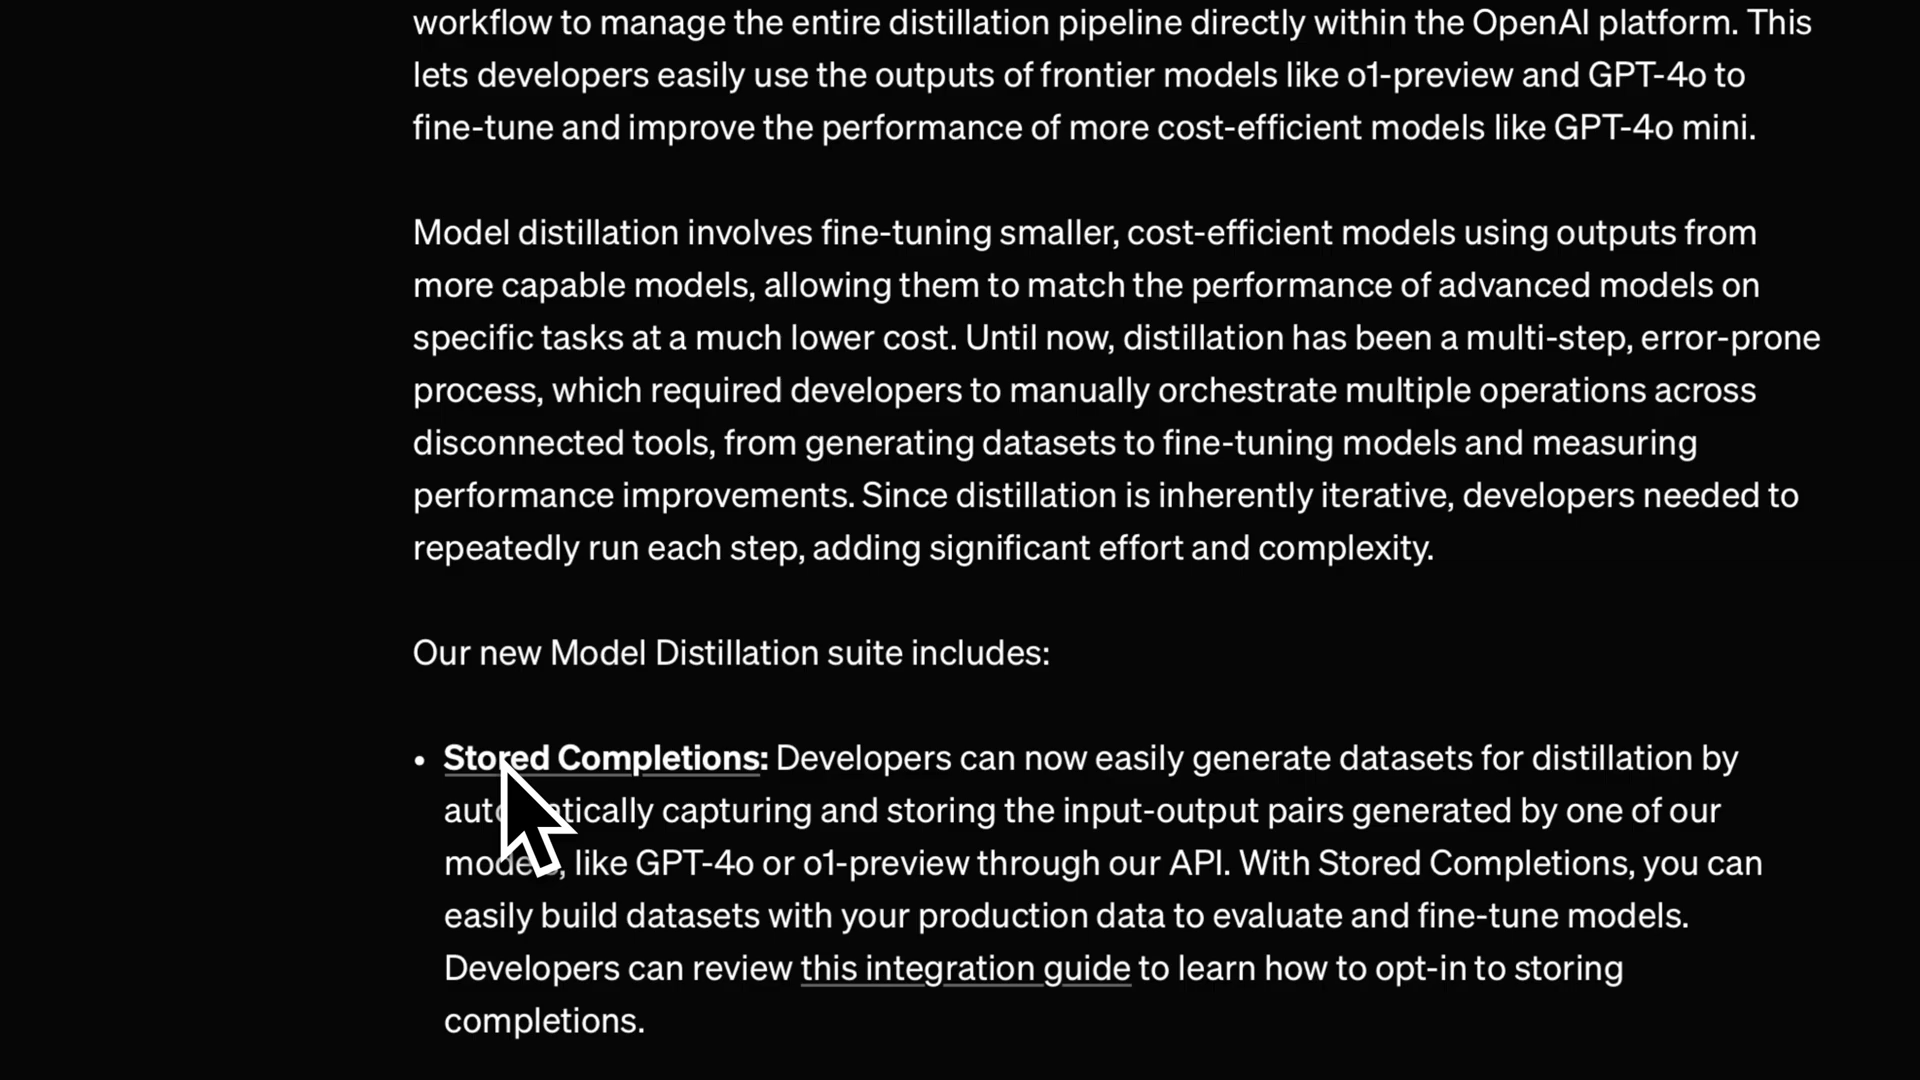 workflow to manage the entire distillation pipeline directly within the OpenAI platform. This
lets developers easily use the outputs of frontier models like o1-preview and GPT-4o to
fine-tune and improve the performance of more cost-efficient models like GPT-4o mini.
Model distillation involves fine-tuning smaller, cost-efficient models using outputs from
more capable models, allowing them to match the performance of advanced models on
specific tasks at a much lower cost. Until now, distillation has been a multi-step, error-prone
process, which required developers to manually orchestrate multiple operations across
disconnected tools, from generating datasets to fine-tuning models and measuring
performance improvements. Since distillation is inherently iterative, developers needed to
repeatedly run each step, adding significant effort and complexity.
Our new Model Distillation suite includes:
• Stored Completions: Developers can now easily generate datasets for distillation by
automatically capturing and storing the input-output pairs generated by one of our
models, like GPT-4o or o1-preview through our API. With Stored Completions, you can
easily build datasets with your production data to evaluate and fine-tune models.
Developers can review this integration guide to learn how to opt-in to storing
completions.